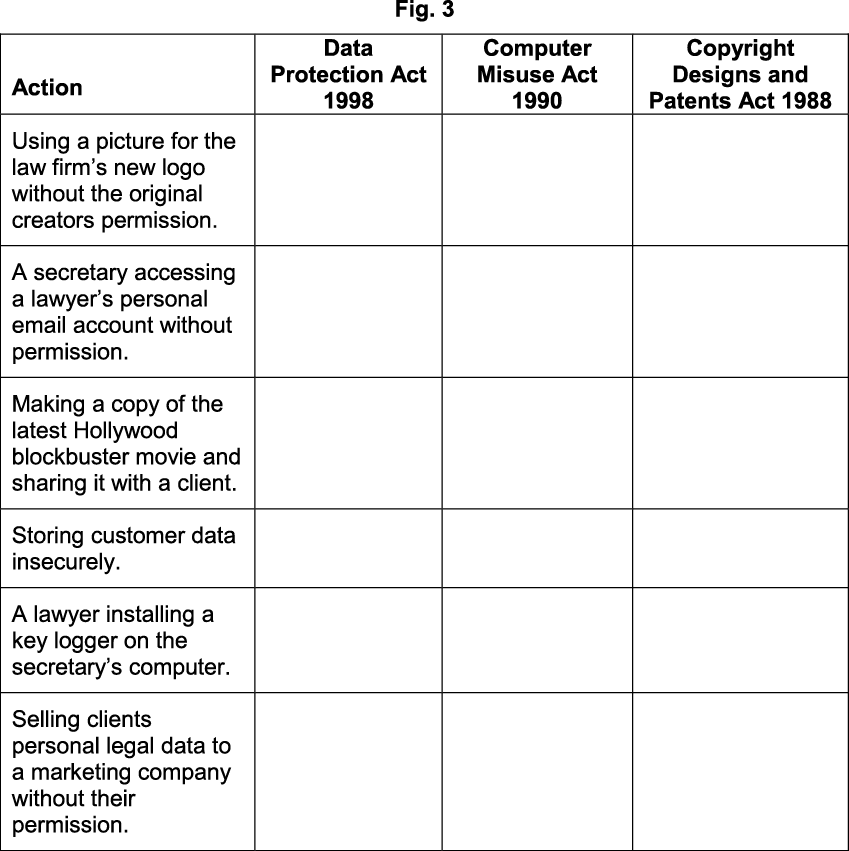 Fig. 3
Action
Data
Protection Act
1998
Computer
Misuse Act
1990
Copyright
Designs and
Patents Act 1988
Using a picture for the
law firm’s new logo
without the original
creators permission.
A secretary accessing
a lawyer’s personal
email account without
permission.
Making a copy of the
latest Hollywood
blockbuster movie and
sharing it with a client.
Storing customer data
insecurely.
A lawyer installing a
key logger on the
secretary’s computer.
Selling clients
personal legal data to
a marketing company
without their
permission.